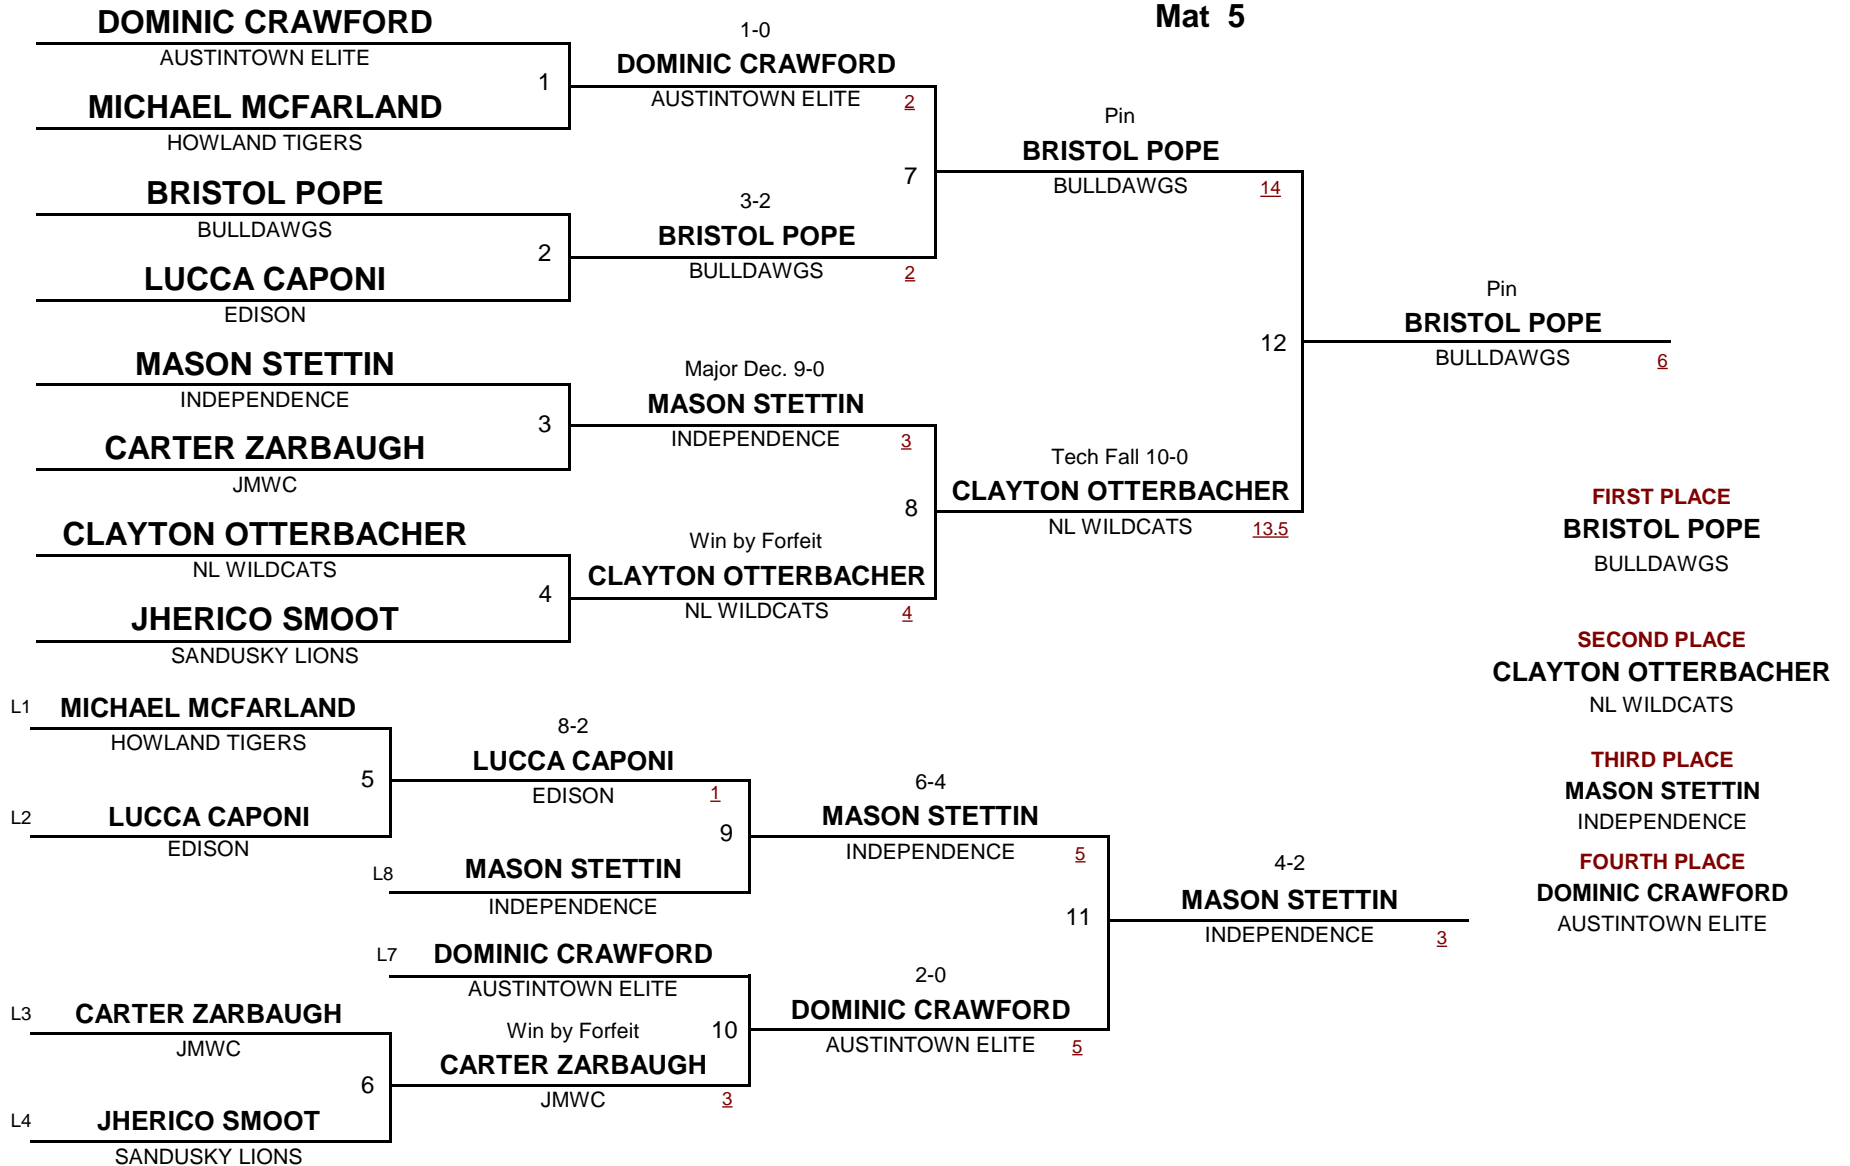 Mat 5
DOMINIC CRAWFORD
AUSTINTOWN ELITE
1
MICHAEL MCFARLAND
HOWLAND TIGERS
BRISTOL POPE
BULLDAWGS
2
LUCCA CAPONI
EDISON
MASON STETTIN
INDEPENDENCE
3
CARTER ZARBAUGH
JMWC
CLAYTON OTTERBACHER
NL WILDCATS
4
JHERICO SMOOT
SANDUSKY LIONS
1-0
DOMINIC CRAWFORD
AUSTINTOWN ELITE 2
7
3-2
BRISTOL POPE
BULLDAWGS 2
Major Dec. 9-0
MASON STETTIN
INDEPENDENCE 3
8
Win by Forfeit
CLAYTON OTTERBACHER
NL WILDCATS 4
Pin
BRISTOL POPE
BULLDAWGS 14
12
Tech Fall 10-0
CLAYTON OTTERBACHER
NL WILDCATS 13.5
Pin
BRISTOL POPE
BULLDAWGS 6
FIRST PLACE
BRISTOL POPE
BULLDAWGS
SECOND PLACE
CLAYTON OTTERBACHER
NL WILDCATS
THIRD PLACE
MASON STETTIN
INDEPENDENCE
FOURTH PLACE
DOMINIC CRAWFORD
AUSTINTOWN ELITE
L1 MICHAEL MCFARLAND
HOWLAND TIGERS
5
L2 LUCCA CAPONI
EDISON
L3 CARTER ZARBAUGH
JMWC
6
L4 JHERICO SMOOT
SANDUSKY LIONS
8-2
LUCCA CAPONI
EDISON 1
9
L8 MASON STETTIN
INDEPENDENCE
L7 DOMINIC CRAWFORD
AUSTINTOWN ELITE
Win by Forfeit 10
CARTER ZARBAUGH
JMWC 3
6-4
MASON STETTIN
INDEPENDENCE 5
11
2-0
DOMINIC CRAWFORD
AUSTINTOWN ELITE 5
4-2
MASON STETTIN
INDEPENDENCE 3